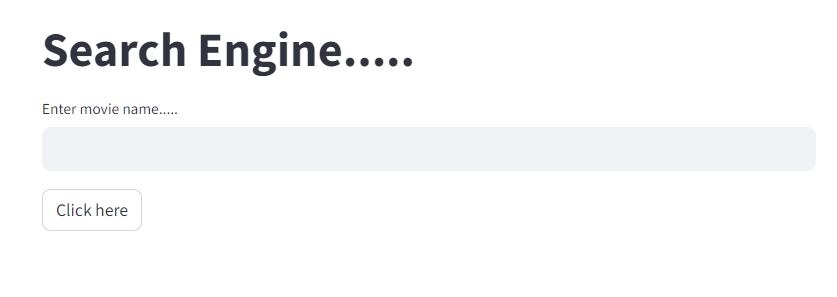 Search Engine.....
Enter movie name.....
Click here